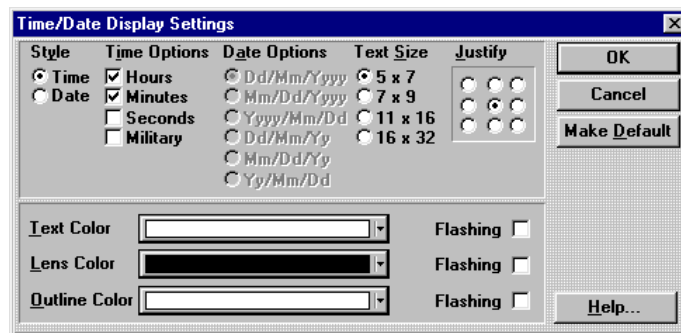 Time/Date Display Settings
Style Time Options Date Options Text Size Justify
Time Hours Dd/Mm/Yyyy 5 x 7
Date Minutes Mm/Dd/Yyyy 7 x 9
Seconds Yyyy/Mm/Dd 11 x 16
Military Dd/Mm/Yy 16 x 32
Mm/Dd/Yy
Yy/Mm/Dd
OK
Cancel
Make Default
Text Color Flashing
Lens Color Flashing
Outline Color Flashing
Help...